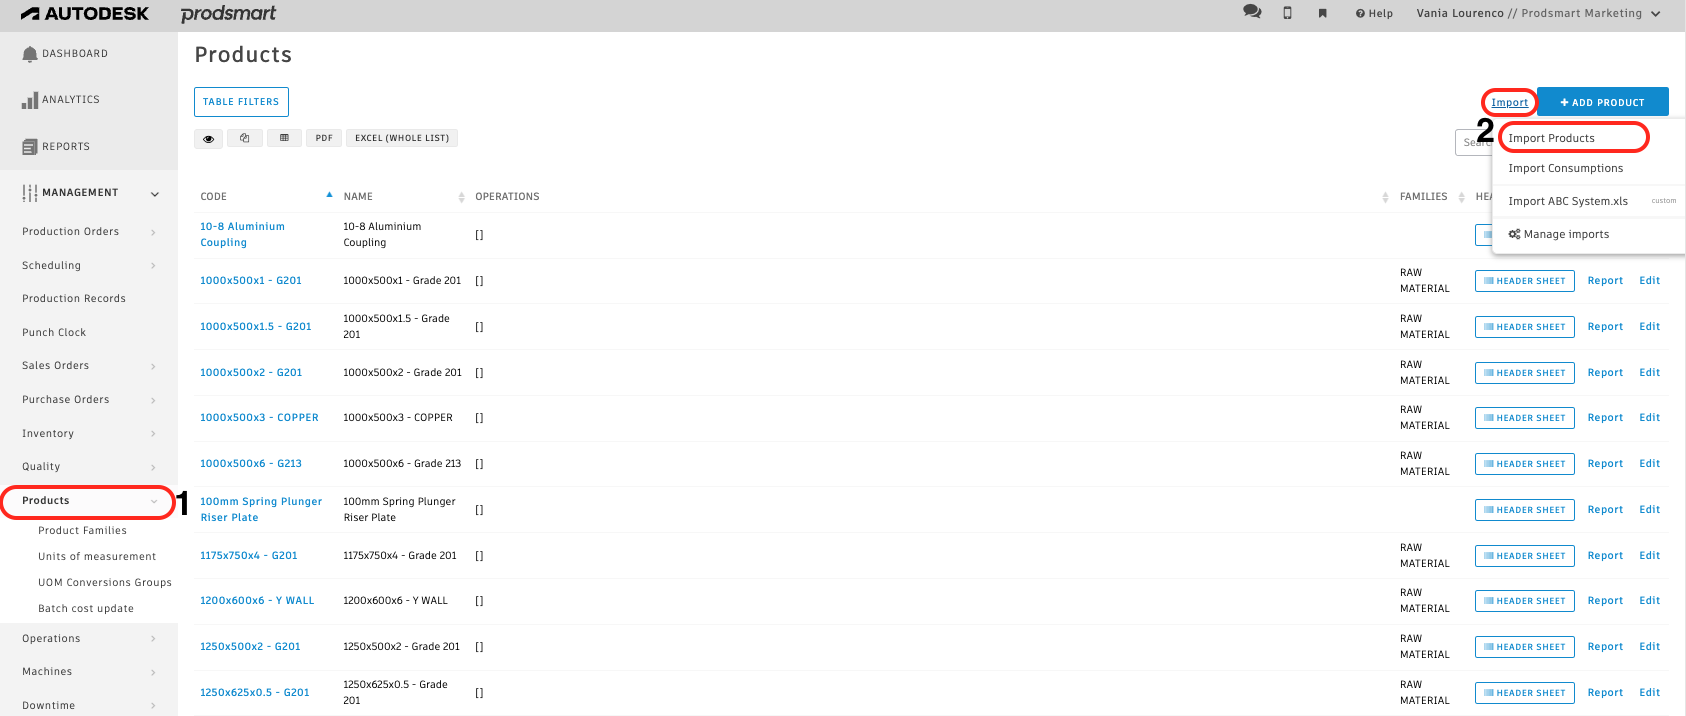 AUTODESK prodsmart
Help Vania Lourenco // Prodsmart Marketing
DASHBOARD
ANALYTICS
REPORTS
MANAGEMENT
Production Orders
Scheduling
Production Records
Punch Clock
Sales Orders
Purchase Orders
Inventory
Quality
Products
1
Product Families
Units of measurement
UOM Conversions Groups
Batch cost update
Operations
Machines
Downtime
Products
TABLE FILTERS
Import + ADD PRODUCT
PDF EXCEL (WHOLE LIST)
2
Import Products
Import Consumptions
Import ABC System.xls custom
Manage imports
CODE NAME OPERATIONS FAMILIES
10-8 Aluminium 10-8 Aluminium
Coupling Coupling []
1000x500x1 - G201 1000x500x1 - Grade 201 [] RAW MATERIAL HEADER SHEET Report Edit
1000x500x1.5 - G201 1000x500x1.5 - Grade 201 [] RAW MATERIAL HEADER SHEET Report Edit
1000x500x2 - G201 1000x500x2 - Grade 201 [] RAW MATERIAL HEADER SHEET Report Edit
1000x500x3 - COPPER 1000x500x3 - COPPER [] RAW MATERIAL HEADER SHEET Report Edit
1000x500x6 - G213 1000x500x6 - Grade 213 [] RAW MATERIAL HEADER SHEET Report Edit
100mm Spring Plunger Riser Plate 100mm Spring Plunger Riser Plate [] HEADER SHEET Report Edit
1175x750x4 - G201 1175x750x4 - Grade 201 [] RAW MATERIAL HEADER SHEET Report Edit
1200x600x6 - Y WALL 1200x600x6 - Y WALL [] RAW MATERIAL HEADER SHEET Report Edit
1250x500x2 - G201 1250x500x2 - Grade 201 [] RAW MATERIAL HEADER SHEET Report Edit
1250x625x0.5 - G201 1250x625x0.5 - Grade 201 [] RAW MATERIAL HEADER SHEET Report Edit